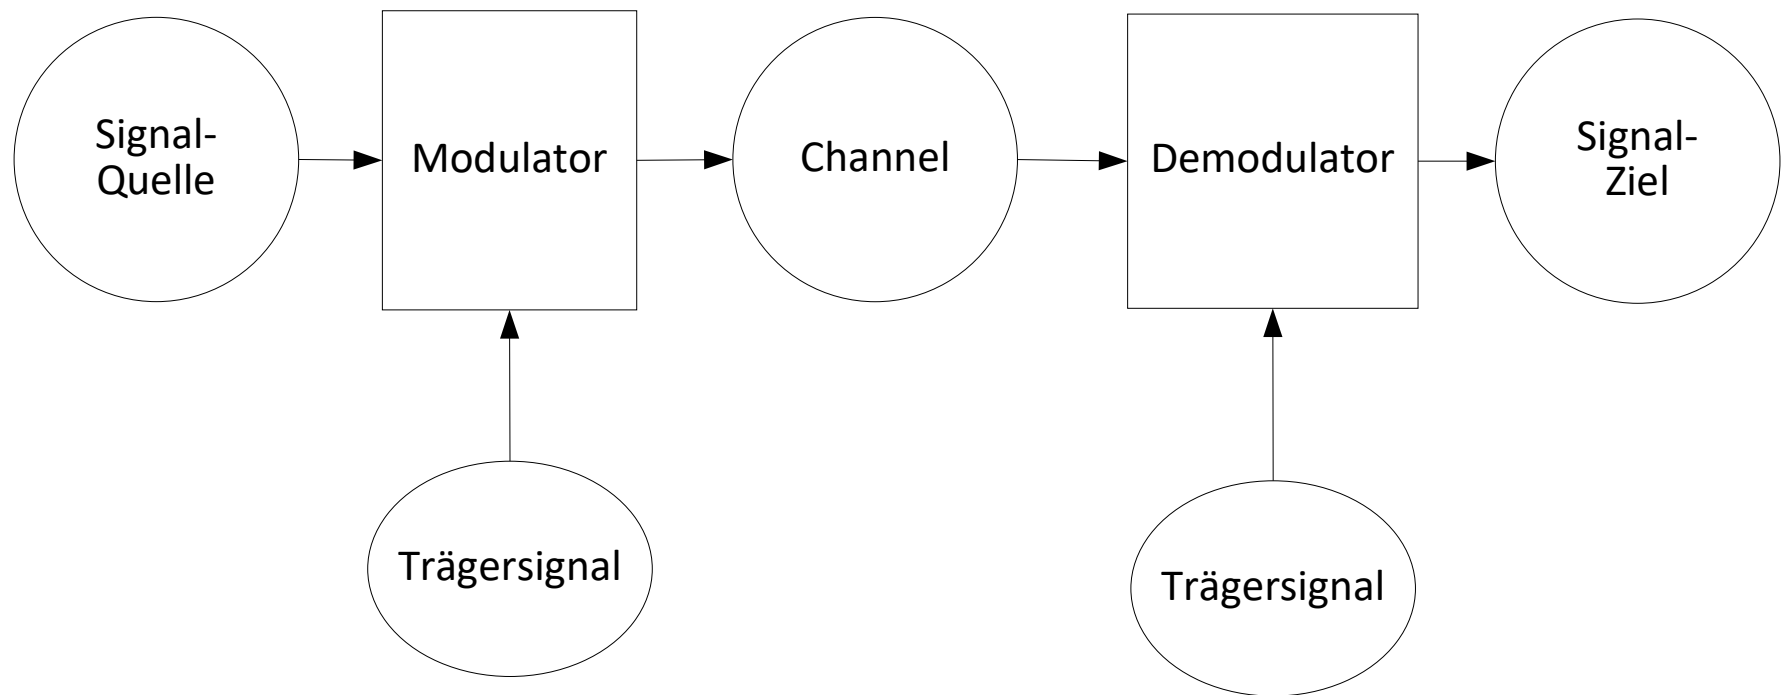 Signal-
Quelle
Modulator
Channel
Demodulator
Signal-
Ziel
Trägersignal
Trägersignal